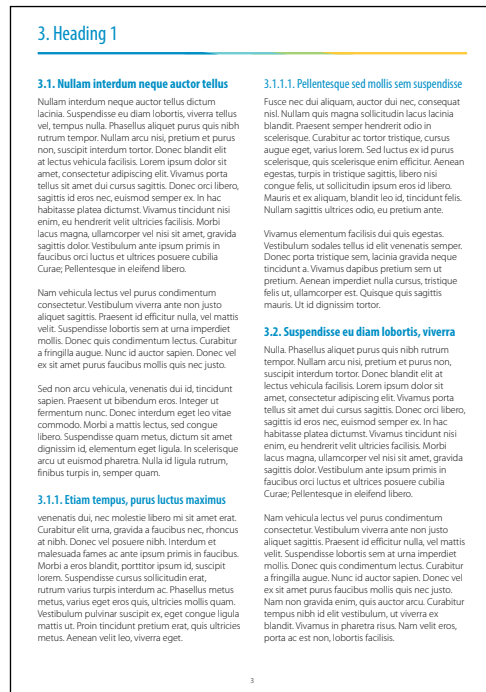 3. Heading 1
3.1. Nullam interdum neque auctor tellus
Nullam interdum neque auctor tellus dictum
lacinia. Suspendisse eu diam lobortis, viverra tellus
vel, tempus nulla. Phasellus aliquet purus quis nibh
rutrum tempor. Nullam arcu nisi, pretium et purus
non, suscipit interdum tortor. Donec blandit elit
at lectus vehicula facilisis. Lorem ipsum dolor sit
amet, consectetur adipiscing elit. Vivamus porta
tellus sit amet dui cursus sagittis. Donec orci libero,
sagittis id eros nec, euismod semper ex. In hac
habitasse platea dictumst. Vivamus tincidunt nisi
enim, eu hendrerit velit ultricies facilisis. Morbi
lacus magna, ullamcorper vel nisi sit amet, gravida
sagittis dolor. Vestibulum ante ipsum primis in
faucibus orci luctus et ultrices posuere cubilia
Curae; Pellentesque in eleifend libero.
Nam vehicula lectus vel purus condimentum
consectetur. Vestibulum viverra ante non justo
aliquet sagittis. Praesent id efficitur nulla, vel mattis
velit. Suspendisse lobortis sem at urna imperdiet
mollis. Donec quis condimentum lectus. Curabitur
a fringilla augue. Nunc id auctor sapien. Donec vel
ex sit amet purus faucibus mollis quis nec justo.
Sed non arcu vehicula, venenatis dui id, tincidunt
sapien. Praesent ut bibendum eros. Integer ut
fermentum nunc. Donec interdum eget leo vitae
commodo. Morbi a mattis lectus, sed congue
libero. Suspendisse quam metus, dictum sit amet
dignissim id, elementum eget ligula. In scelerisque
arcu ut euismod pharetra. Nulla id ligula rutrum,
finibus turpis in, semper quam.
3.1.1. Etiam tempus, purus luctus maximus
venenatis dui, nec molestie libero mi sit amet erat.
Curabitur elit urna, gravida a faucibus nec, rhoncus
at nibh. Donec vel posuere nibh. Interdum et
malesuada fames ac ante ipsum primis in faucibus.
Morbi a eros blandit, porttitor ipsum id, suscipit
lorem. Suspendisse cursus sollicitudin erat,
rutrum varius turpis interdum ac. Phasellus metus
metus, varius eget eros quis, ultricies mollis quam.
Vestibulum pulvinar suscipit ex, eget congue ligula
mattis ut. Proin tincidunt pretium erat, quis ultricies
metus. Aenean velit leo, viverra eget.
3.1.1.1. Pellentesque sed mollis sem suspendisse
Fusce nec dui aliquam, auctor dui nec, consequat
nisl. Nullam quis magna sollicitudin lacus lacinia
blandit. Praesent semper hendrerit odio in
scelerisque. Curabitur ac tortor tristique, cursus
augue eget, varius lorem. Sed luctus ex id purus
scelerisque, quis scelerisque enim efficitur. Aenean
egestas, turpis in tristique sagittis, libero nisi
congue felis, ut sollicitudin ipsum eros id libero.
Mauris et ex aliquam, blandit leo id, tincidunt felis.
Nullam sagittis ultrices odio, eu pretium ante.
Vivamus elementum facilisis dui quis egestas.
Vestibulum sodales tellus id elit venenatis semper.
Donec porta tristique sem, lacinia gravida neque
tincidunt a. Vivamus dapibus pretium sem ut
pretium. Aenean imperdiet nulla cursus, tristique
felis ut, ullamcorper est. Quisque quis sagittis
mauris. Ut id dignissim tortor.
3.2. Suspendisse eu diam lobortis, viverra
Nulla. Phasellus aliquet purus quis nibh rutrum
tempor. Nullam arcu nisi, pretium et purus non,
suscipit interdum tortor. Donec blandit elit at
lectus vehicula facilisis. Lorem ipsum dolor sit
amet, consectetur adipiscing elit. Vivamus porta
tellus sit amet dui cursus sagittis. Donec orci libero,
sagittis id eros nec, euismod semper ex. In hac
habitasse platea dictumst. Vivamus tincidunt nisi
enim, eu hendrerit velit ultricies facilisis. Morbi
lacus magna, ullamcorper vel nisi sit amet, gravida
sagittis dolor. Vestibulum ante ipsum primis in
faucibus orci luctus et ultrices posuere cubilia
Curae; Pellentesque in eleifend libero.
Nam vehicula lectus vel purus condimentum
consectetur. Vestibulum viverra ante non justo
aliquet sagittis. Praesent id efficitur nulla, vel mattis
velit. Suspendisse lobortis sem at urna imperdiet
mollis. Donec quis condimentum lectus. Curabitur
a fringilla augue. Nunc id auctor sapien. Donec vel
ex sit amet purus faucibus mollis quis nec justo.
Nam non gravida enim, quis auctor arcu. Curabitur
tempus nibh id elit vestibulum, ut viverra ex
blandit. Vivamus in pharetra risus. Nam velit eros,
porta ac est non, lobortis facilisis.
3